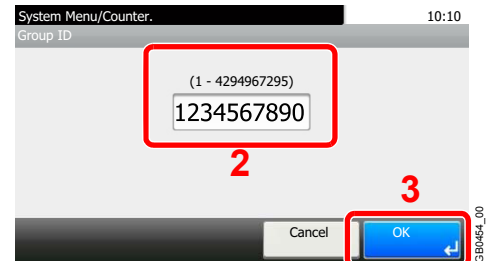 System Menu/Counter. 10:10
Group ID
(1 - 4294967295)
1234567890
2
3
Cancel OK
GB0454_00